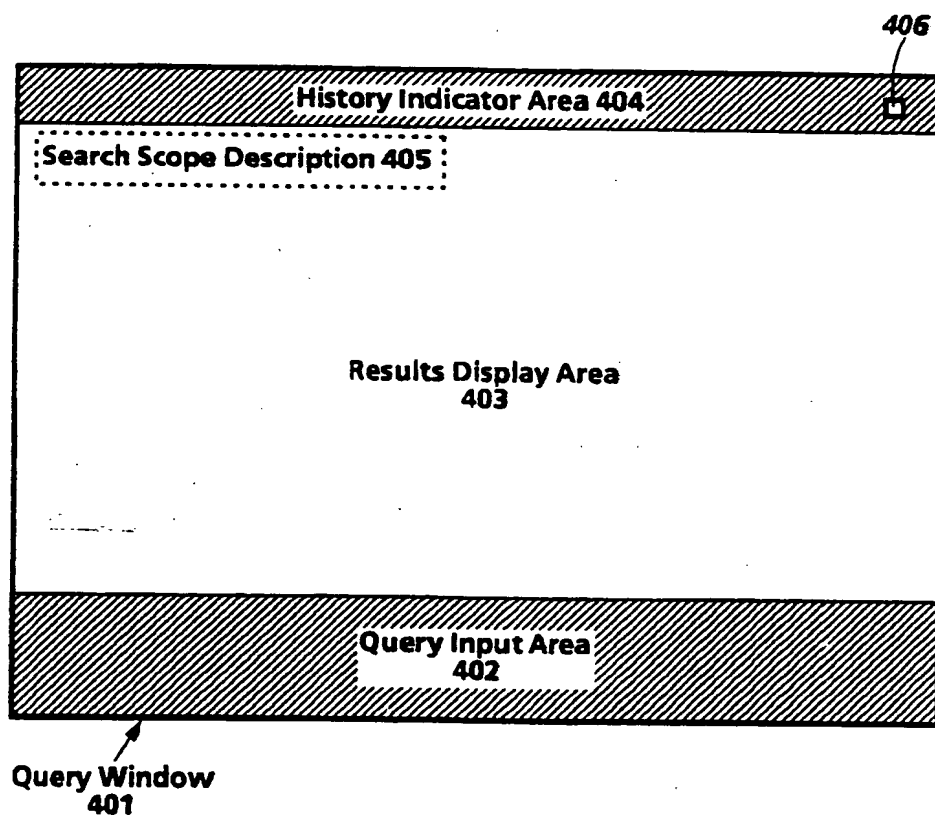 406
History Indicator Area 404
Search Scope Description 405
Results Display Area
403
Query Input Area
402
Query Window
401